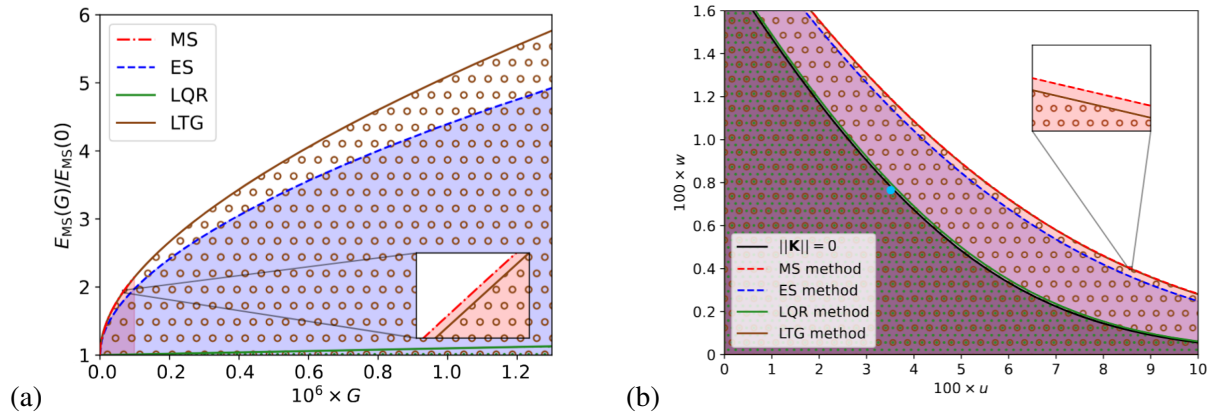 6
5
4
3
2
1
E_MS(G)/E_MS(0)
MS
ES
LQR
LTG
0.0 0.2 0.4 0.6 0.8 1.0 1.2
10^6 × G
(a)
1.6
1.4
1.2
1.0
0.8
0.6
0.4
0.2
0
100 × w
||K|| = 0
MS method
ES method
LQR method
LTG method
0 1 2 3 4 5 6 7 8 9 10
100 × u
(b)